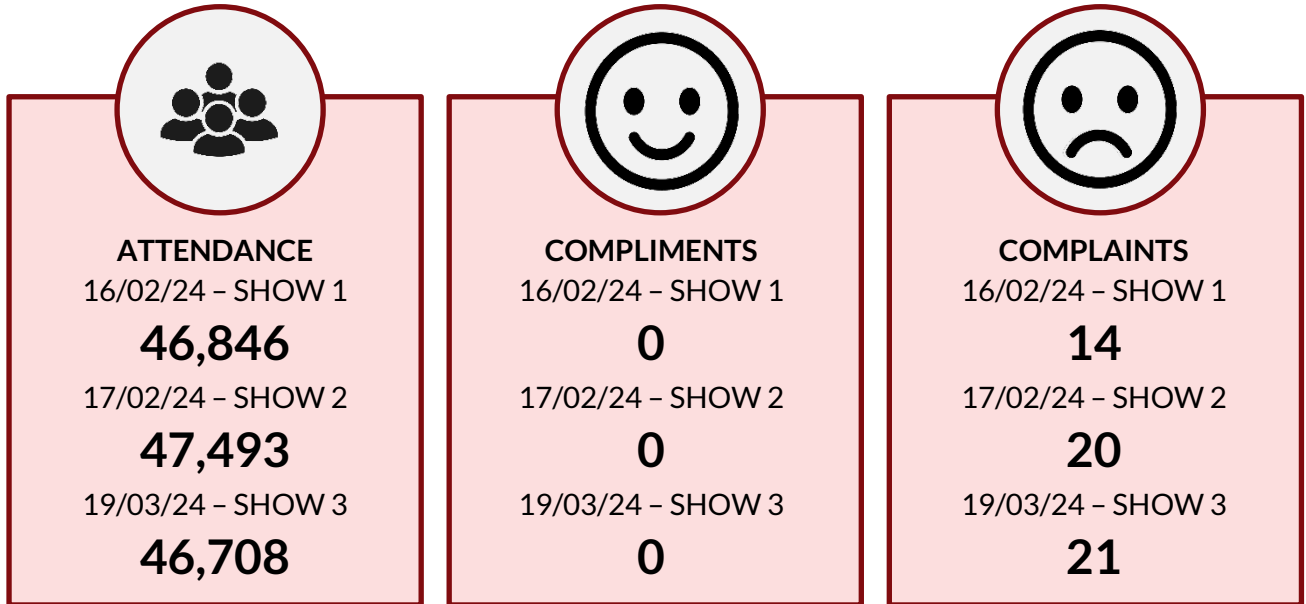 ATTENDANCE
16/02/24 – SHOW 1
46,846
17/02/24 – SHOW 2
47,493
19/03/24 – SHOW 3
46,708
COMPLIMENTS
16/02/24 – SHOW 1
0
17/02/24 – SHOW 2
0
19/03/24 – SHOW 3
0
COMPLAINTS
16/02/24 – SHOW 1
14
17/02/24 – SHOW 2
20
19/03/24 – SHOW 3
21